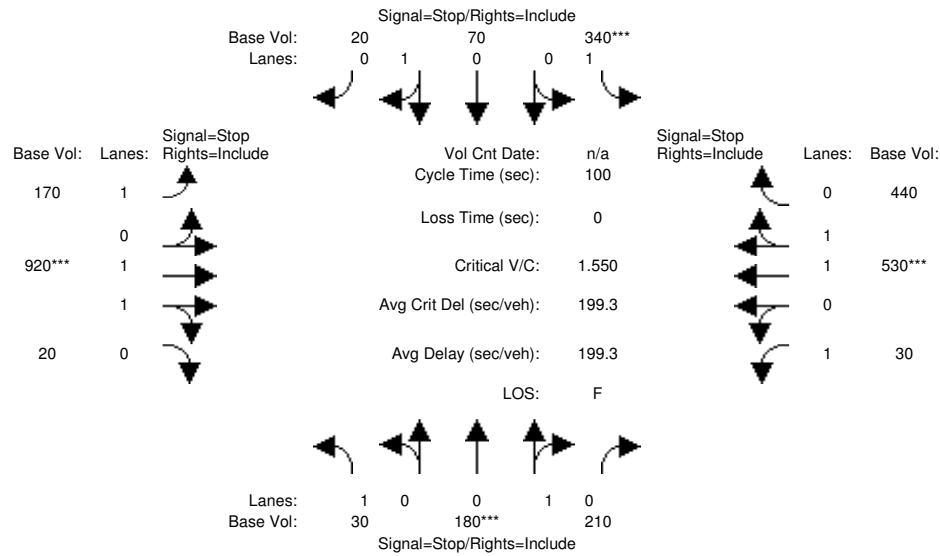 Signal=Stop/Rights=Include
Base Vol: 20 70 340***
Lanes: 0 1 0 0 1
Signal=Stop Signal=Stop
Base Vol: Lanes: Rights=Include Vol Cnt Date: n/a Rights=Include Lanes: Base Vol:
Cycle Time (sec): 100
170 1 0 440
Loss Time (sec): 0
0 1
920*** 1 Critical V/C: 1.550 1 530***
1 Avg Crit Del (sec/veh): 199.3 0
20 0 Avg Delay (sec/veh): 199.3 1 30
LOS: F
Lanes: 1 0 0 1 0
Base Vol: 30 180*** 210
Signal=Stop/Rights=Include